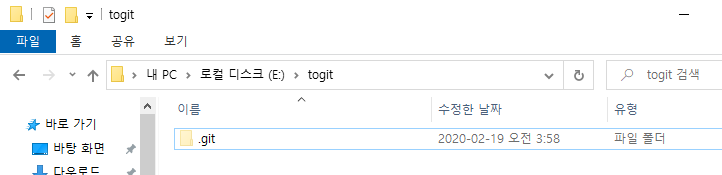 togit
파일 홈 공유 보기
내 PC 로컬 디스크 (E:) togit togit 검색
이름 수정한 날짜 유형
바로 가기
.git 2020-02-19 오전 3:58 파일 폴더
바탕 화면
다운로드